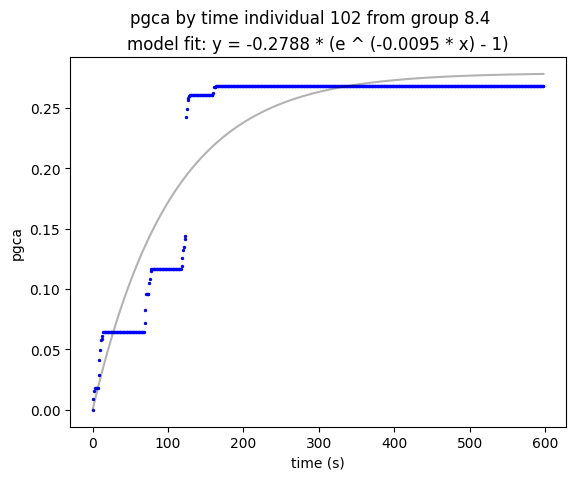 pgca by time individual 102 from group 8.4
model fit: y = -0.2788 * (e ^ (-0.0095 * x) - 1)
0.25
0.20
0.15
0.10
0.05
0.00
pgca
0 100 200 300 400 500 600
time (s)